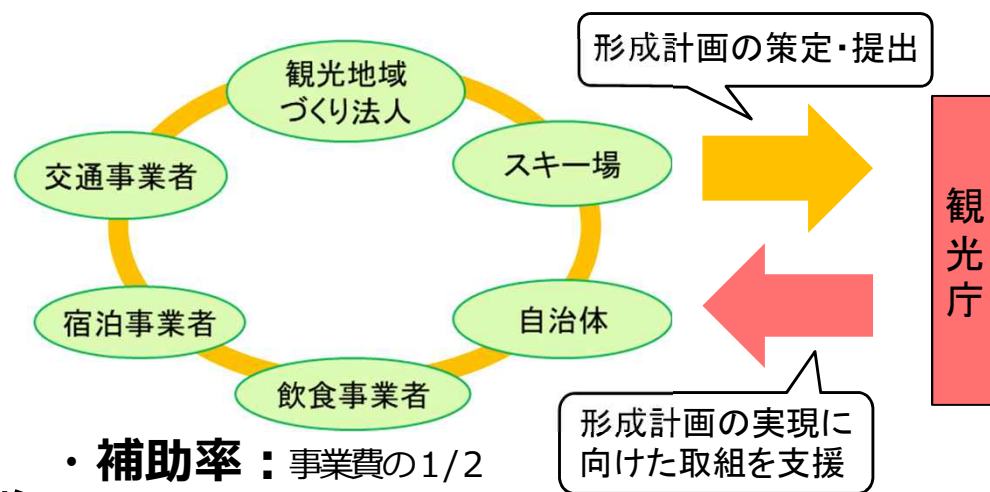 形成計画の策定・提出
観光地域
づくり法人
交通事業者
スキー場
宿泊事業者
自治体
飲食事業者
観光庁
形成計画の実現に
向けた取組を支援
・補助率：事業費の1/2